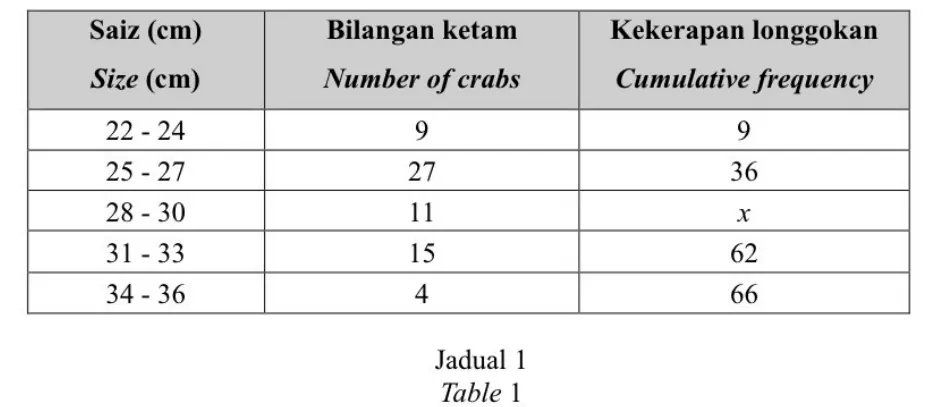 Saiz (cm) Bilangan ketam Kekerapan longgokan
Size (cm) Number of crabs Cumulative frequency
22 - 24 9 9
25 - 27 27 36
28 - 30 11 x
31 - 33 15 62
34 - 36 4 66
Jadual 1
Table 1